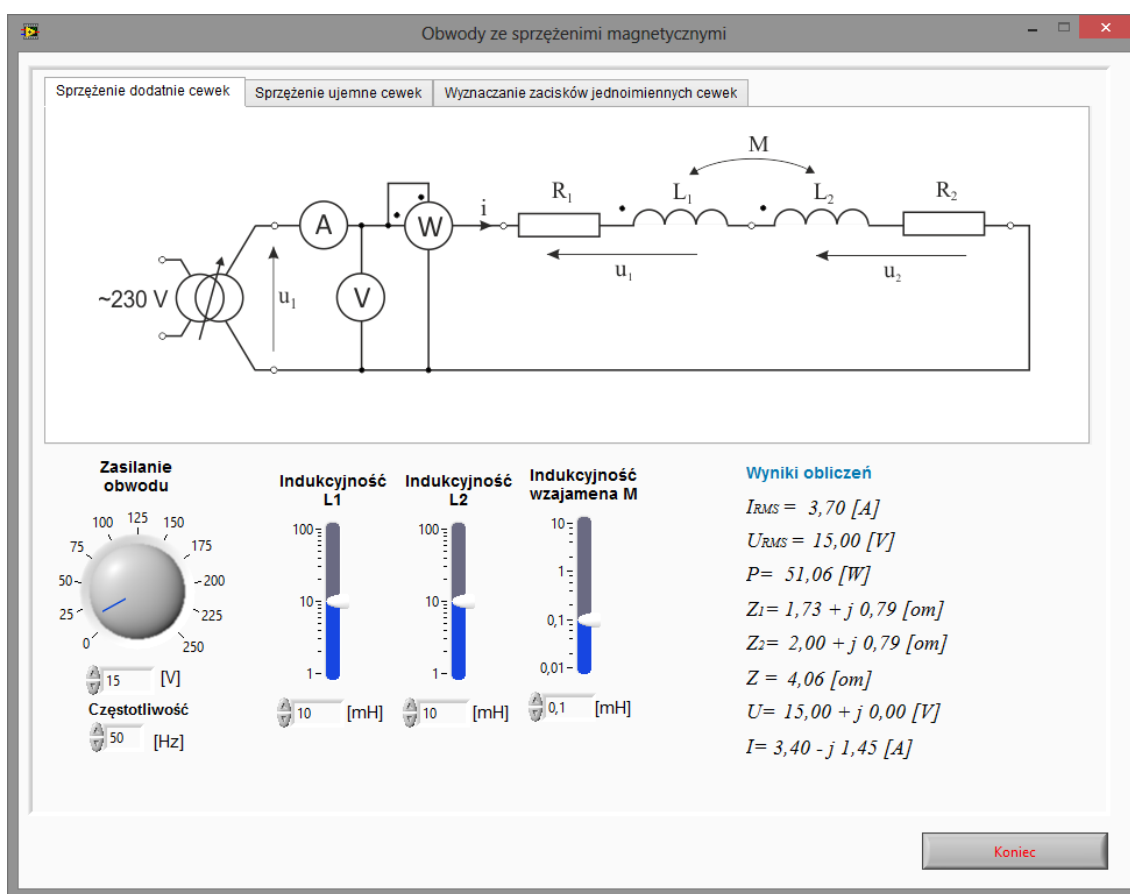 Obwody ze sprzężenimi magnetycznymi
Sprzężenie dodatnie cewek
Sprzężenie ujemne cewek
Wyznaczanie zacisków jednoimiennych cewek
M
R₁
L₁
L₂
R₂
A
W
i
V
u₁
u₂
~230 V
u₁
Zasilanie
obwodu
0
25
50
75
100
125
150
175
200
225
250
15 [V]
Częstotliwość
50 [Hz]
Indukcyjność
L1
100
10
1
10 [mH]
Indukcyjność
L2
100
10
1
10 [mH]
Indukcyjność
wzajamena M
10
1
0,1
0,01
0,1 [mH]
Wyniki obliczeń
IRMS = 3,70 [A]
URMS = 15,00 [V]
P= 51,06 [W]
Z1= 1,73 + j 0,79 [om]
Z2= 2,00 + j 0,79 [om]
Z = 4,06 [om]
U= 15,00 + j 0,00 [V]
I= 3,40 - j 1,45 [A]
Koniec